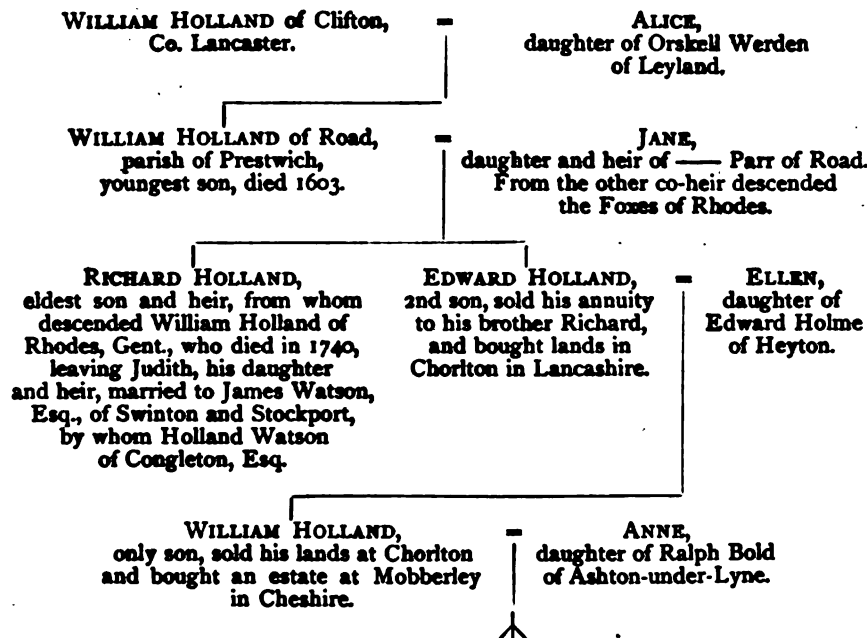 WILLIAM HOLLAND of Clifton,
Co. Lancaster.
=
ALICE,
daughter of Orskell Werden
of Leyland.
WILLIAM HOLLAND of Road,
parish of Prestwich,
youngest son, died 1603.
=
JANE,
daughter and heir of —— Parr of Road.
From the other co-heir descended
the Foxes of Rhodes.
RICHARD HOLLAND,
eldest son and heir, from whom
descended William Holland of
Rhodes, Gent., who died in 1740,
leaving Judith, his daughter
and heir, married to James Watson,
Esq., of Swinton and Stockport,
by whom Holland Watson
of Congleton, Esq.
EDWARD HOLLAND,
2nd son, sold his annuity
to his brother Richard,
and bought lands in
Chorlton in Lancashire.
=
ELLEN,
daughter of
Edward Holme
of Heyton.
WILLIAM HOLLAND,
only son, sold his lands at Chorlton
and bought an estate at Mobberley
in Cheshire.
=
ANNE,
daughter of Ralph Bold
of Ashton-under-Lyne.